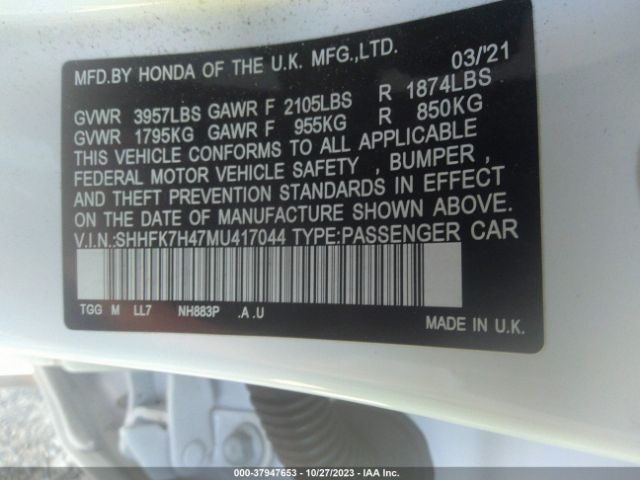 MFD.BY HONDA OF THE U.K. MFG.,LTD. 03/'21
GVWR 3957LBS GAWR F 2105LBS R 1874LBS
GVWR 1795KG GAWR F 955KG R 850KG
THIS VEHICLE CONFORMS TO ALL APPLICABLE
FEDERAL MOTOR VEHICLE SAFETY , BUMPER ,
AND THEFT PREVENTION STANDARDS IN EFFECT
ON THE DATE OF MANUFACTURE SHOWN ABOVE.
V.I.N.:SHHFK7H47MU417044 TYPE:PASSENGER CAR
TGG M LL7 NH883P .A .U
MADE IN U.K.
000-37947653 | 10/27/2023 | IAA Inc.